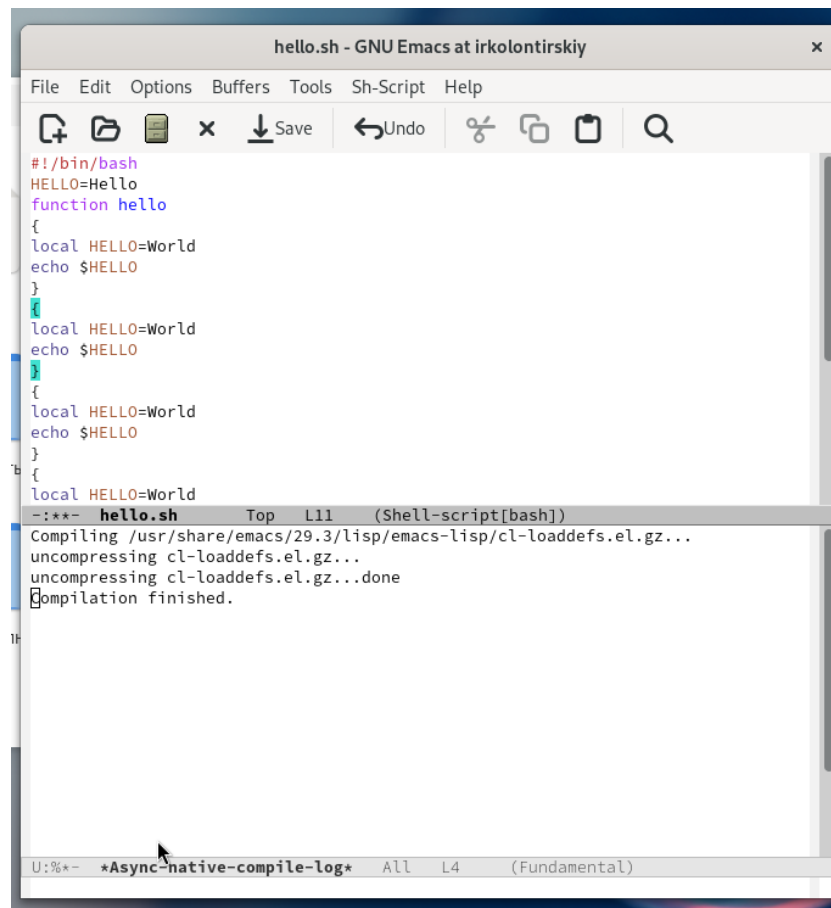 hello.sh - GNU Emacs at irkolontirskiy ×
File Edit Options Buffers Tools Sh-Script Help
Save Undo
#!/bin/bash
HELLO=Hello
function hello
{
local HELLO=World
echo $HELLO
}
{
local HELLO=World
echo $HELLO
}
{
local HELLO=World
echo $HELLO
}
{
local HELLO=World
-:**- hello.sh Top L11 (Shell-script[bash])
Compiling /usr/share/emacs/29.3/lisp/emacs-lisp/cl-loaddefs.el.gz...
uncompressing cl-loaddefs.el.gz...
uncompressing cl-loaddefs.el.gz...done
Compilation finished.
U:%*- *Async-native-compile-log* All L4 (Fundamental)